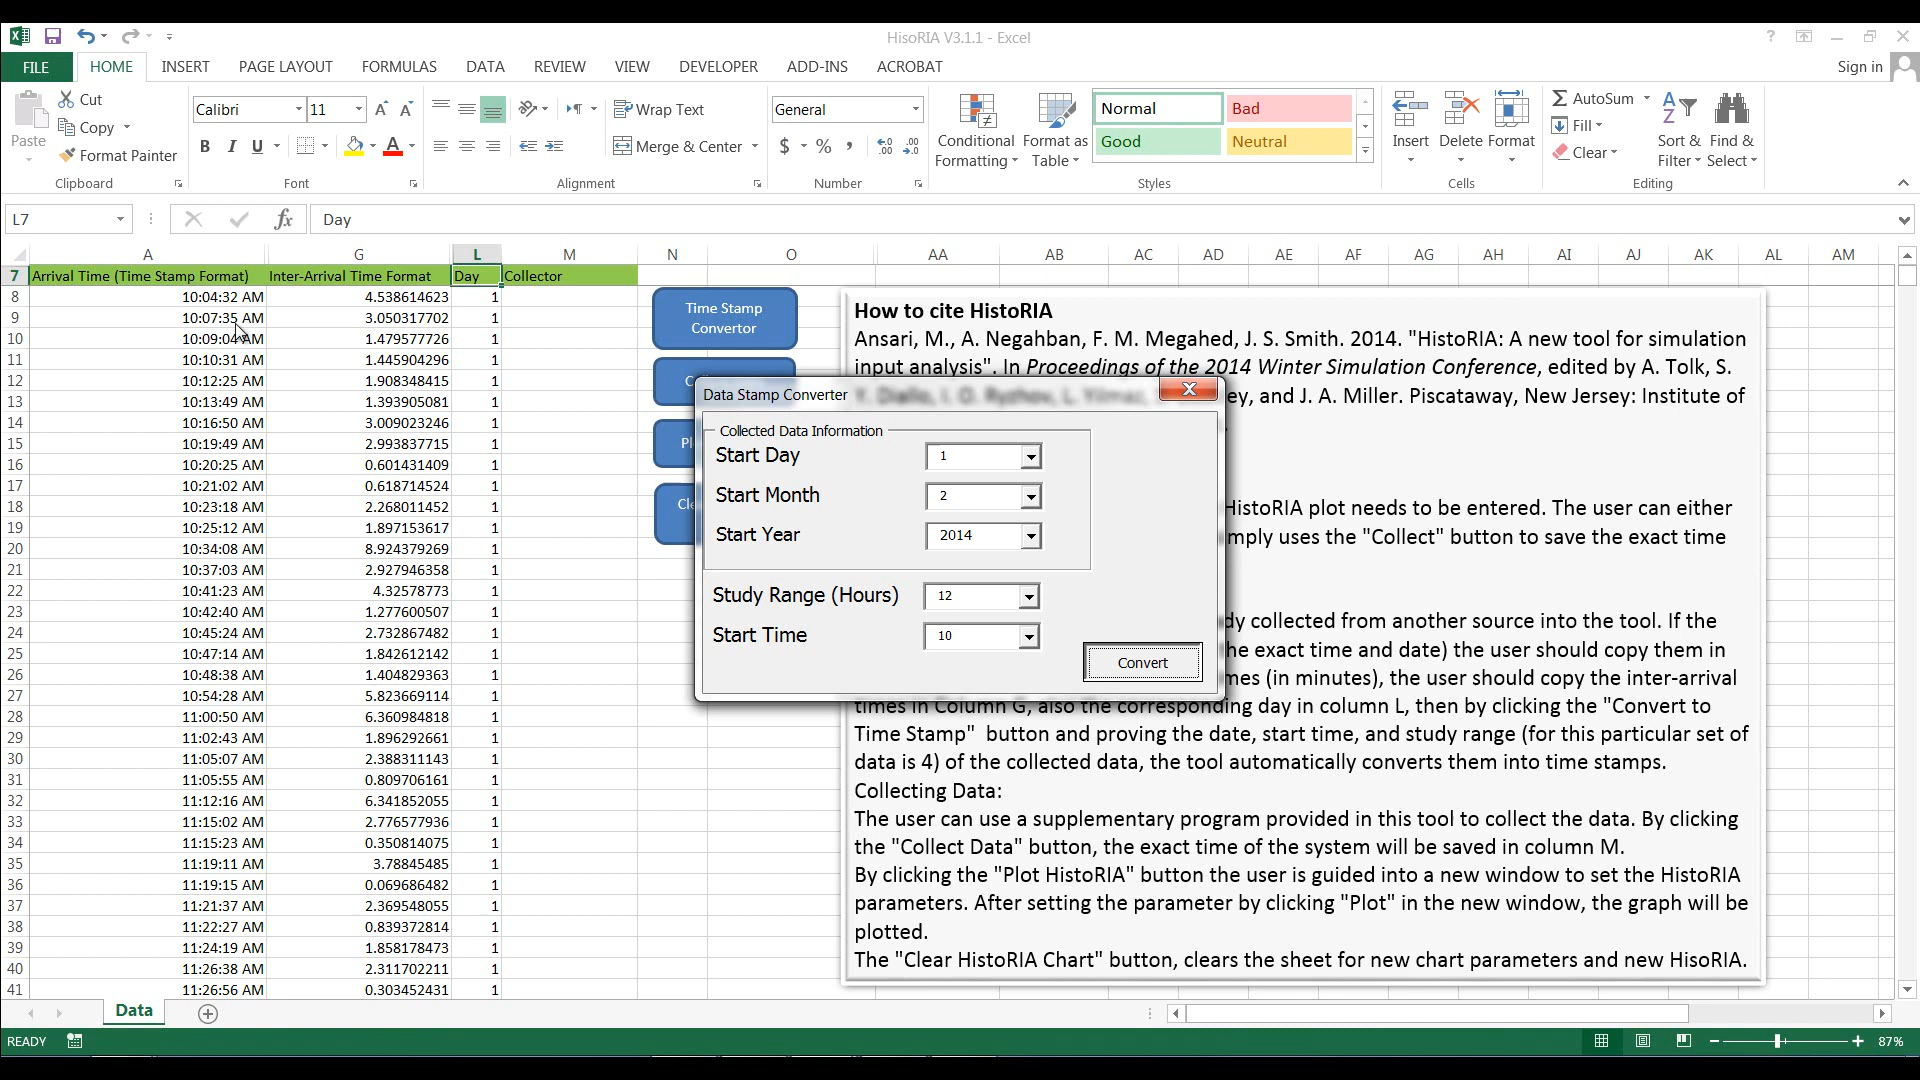 HisoRIA V3.1.1 - Excel
FILE HOME INSERT PAGE LAYOUT FORMULAS DATA REVIEW VIEW DEVELOPER ADD-INS ACROBAT Sign in
Paste
Cut
Copy
Format Painter
Clipboard
Calibri 11
B I U A
Font
Wrap Text
Merge & Center
Alignment
General
$ % ,
Number
Conditional Formatting
Format as Table
Normal Bad
Good Neutral
Styles
Insert Delete Format
Cells
AutoSum
Fill
Clear
Sort & Filter
Find & Select
Editing
L7 fx Day
A G L M N O AA AB AC AD AE AF AG AH AI AJ AK AL AM
7 Arrival Time (Time Stamp Format) Inter-Arrival Time Format Day Collector
8 10:04:32 AM 4.538614623 1
9 10:07:35 AM 3.050317702 1
10 10:09:04 AM 1.479577726 1
11 10:10:31 AM 1.445904296 1
12 10:12:25 AM 1.908348415 1
13 10:13:49 AM 1.393905081 1
14 10:16:50 AM 3.009023246 1
15 10:19:49 AM 2.993837715 1
16 10:20:25 AM 0.601431409 1
17 10:21:02 AM 0.618714524 1
18 10:23:18 AM 2.268011452 1
19 10:25:12 AM 1.897153617 1
20 10:34:08 AM 8.924379269 1
21 10:37:03 AM 2.927946358 1
22 10:41:23 AM 4.32578773 1
23 10:42:40 AM 1.277600507 1
24 10:45:24 AM 2.732867482 1
25 10:47:14 AM 1.842612142 1
26 10:48:38 AM 1.404829363 1
27 10:54:28 AM 5.823669114 1
28 11:00:50 AM 6.360984818 1
29 11:02:43 AM 1.896292661 1
30 11:05:07 AM 2.388311143 1
31 11:05:55 AM 0.809706161 1
32 11:12:16 AM 6.341852055 1
33 11:15:02 AM 2.776577936 1
34 11:15:23 AM 0.350814075 1
35 11:19:11 AM 3.78845485 1
36 11:19:15 AM 0.069686482 1
37 11:21:37 AM 2.369548055 1
38 11:22:27 AM 0.839372814 1
39 11:24:19 AM 1.858178473 1
40 11:26:38 AM 2.311702211 1
41 11:26:56 AM 0.303452431 1
Time Stamp
Convertor
C
Pl
Cle
How to cite HistoRIA
Ansari, M., A. Negahban, F. M. Megahed, J. S. Smith. 2014. "HistoRIA: A new tool for simulation
input analysis". In Proceedings of the 2014 Winter Simulation Conference, edited by A. Tolk, S.
Y. Diallo, I. O. Ryzhov, L. Yilmaz, ey, and J. A. Miller. Piscataway, New Jersey: Institute of
HistoRIA plot needs to be entered. The user can either
mply uses the "Collect" button to save the exact time
dy collected from another source into the tool. If the
he exact time and date) the user should copy them in
mes (in minutes), the user should copy the inter-arrival
times in Column G, also the corresponding day in column L, then by clicking the "Convert to
Time Stamp" button and proving the date, start time, and study range (for this particular set of
data is 4) of the collected data, the tool automatically converts them into time stamps.
Collecting Data:
The user can use a supplementary program provided in this tool to collect the data. By clicking
the "Collect Data" button, the exact time of the system will be saved in column M.
By clicking the "Plot HistoRIA" button the user is guided into a new window to set the HistoRIA
parameters. After setting the parameter by clicking "Plot" in the new window, the graph will be
plotted.
The "Clear HistoRIA Chart" button, clears the sheet for new chart parameters and new HisoRIA.
Data Stamp Converter
Collected Data Information
Start Day 1
Start Month 2
Start Year 2014
Study Range (Hours) 12
Start Time 10
Convert
Data
READY 87%